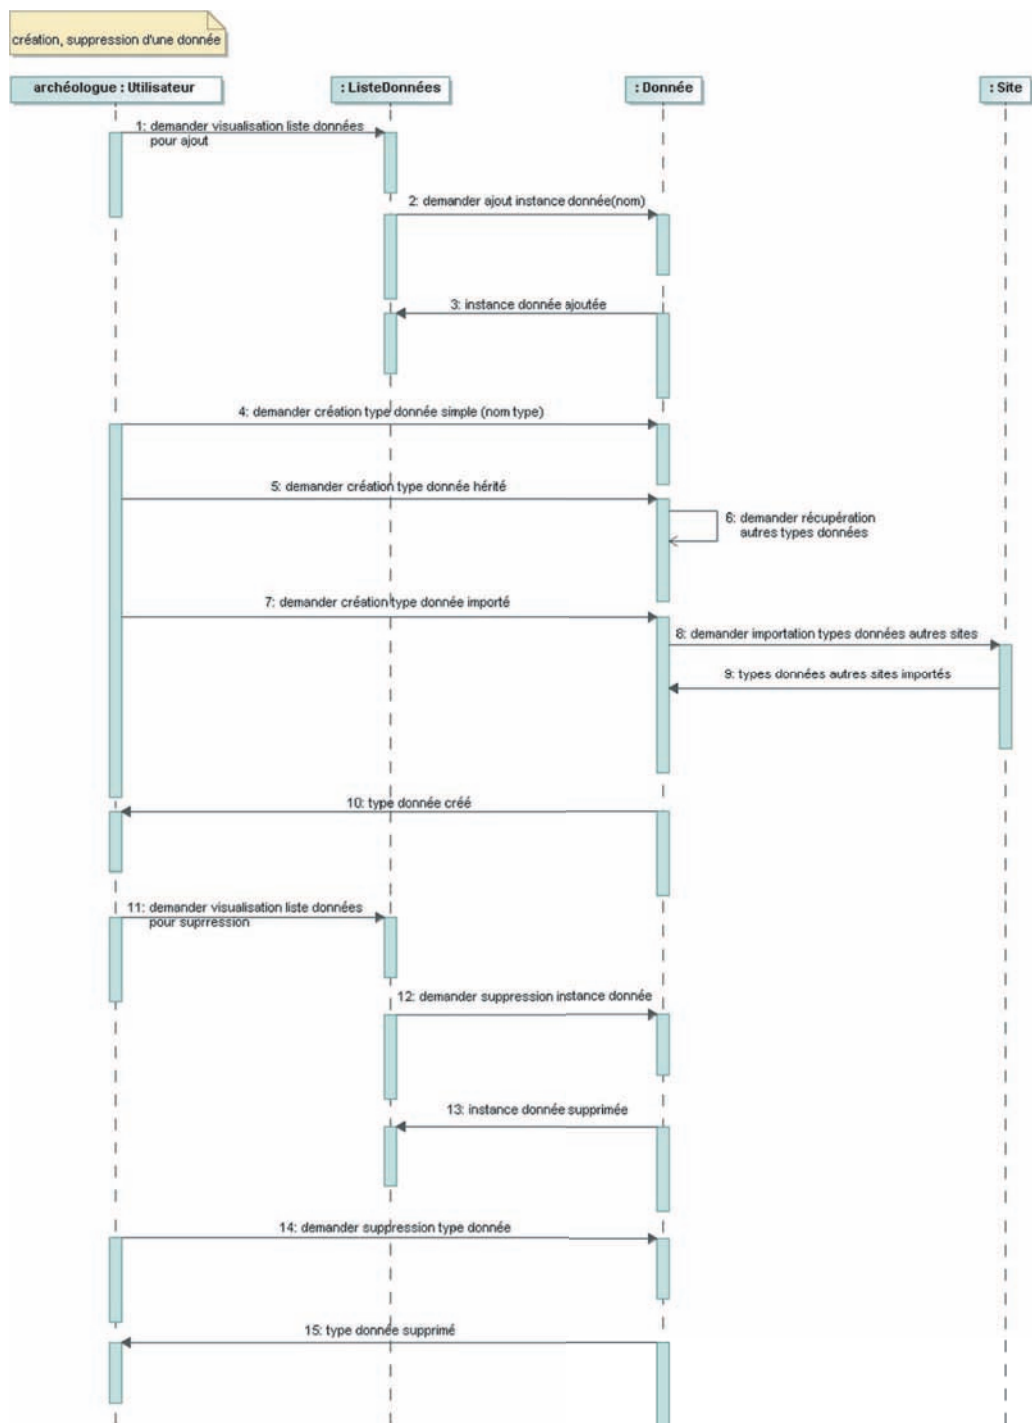 création, suppression d'une donnée
archéologue : Utilisateur
: ListeDonnées
: Donnée
: Site
1: demander visualisation liste données
pour ajout
2: demander ajout instance donnée(nom)
3: instance donnée ajoutée
4: demander création type donnée simple (nom type)
5: demander création type donnée hérité
6: demander récupération
autres types données
7: demander création type donnée importé
8: demander importation types données autres sites
9: types données autres sites importés
10: type donnée créé
11: demander visualisation liste données
pour suprression
12: demander suppression instance donnée
13: instance donnée supprimée
14: demander suppression type donnée
15: type donnée supprimé